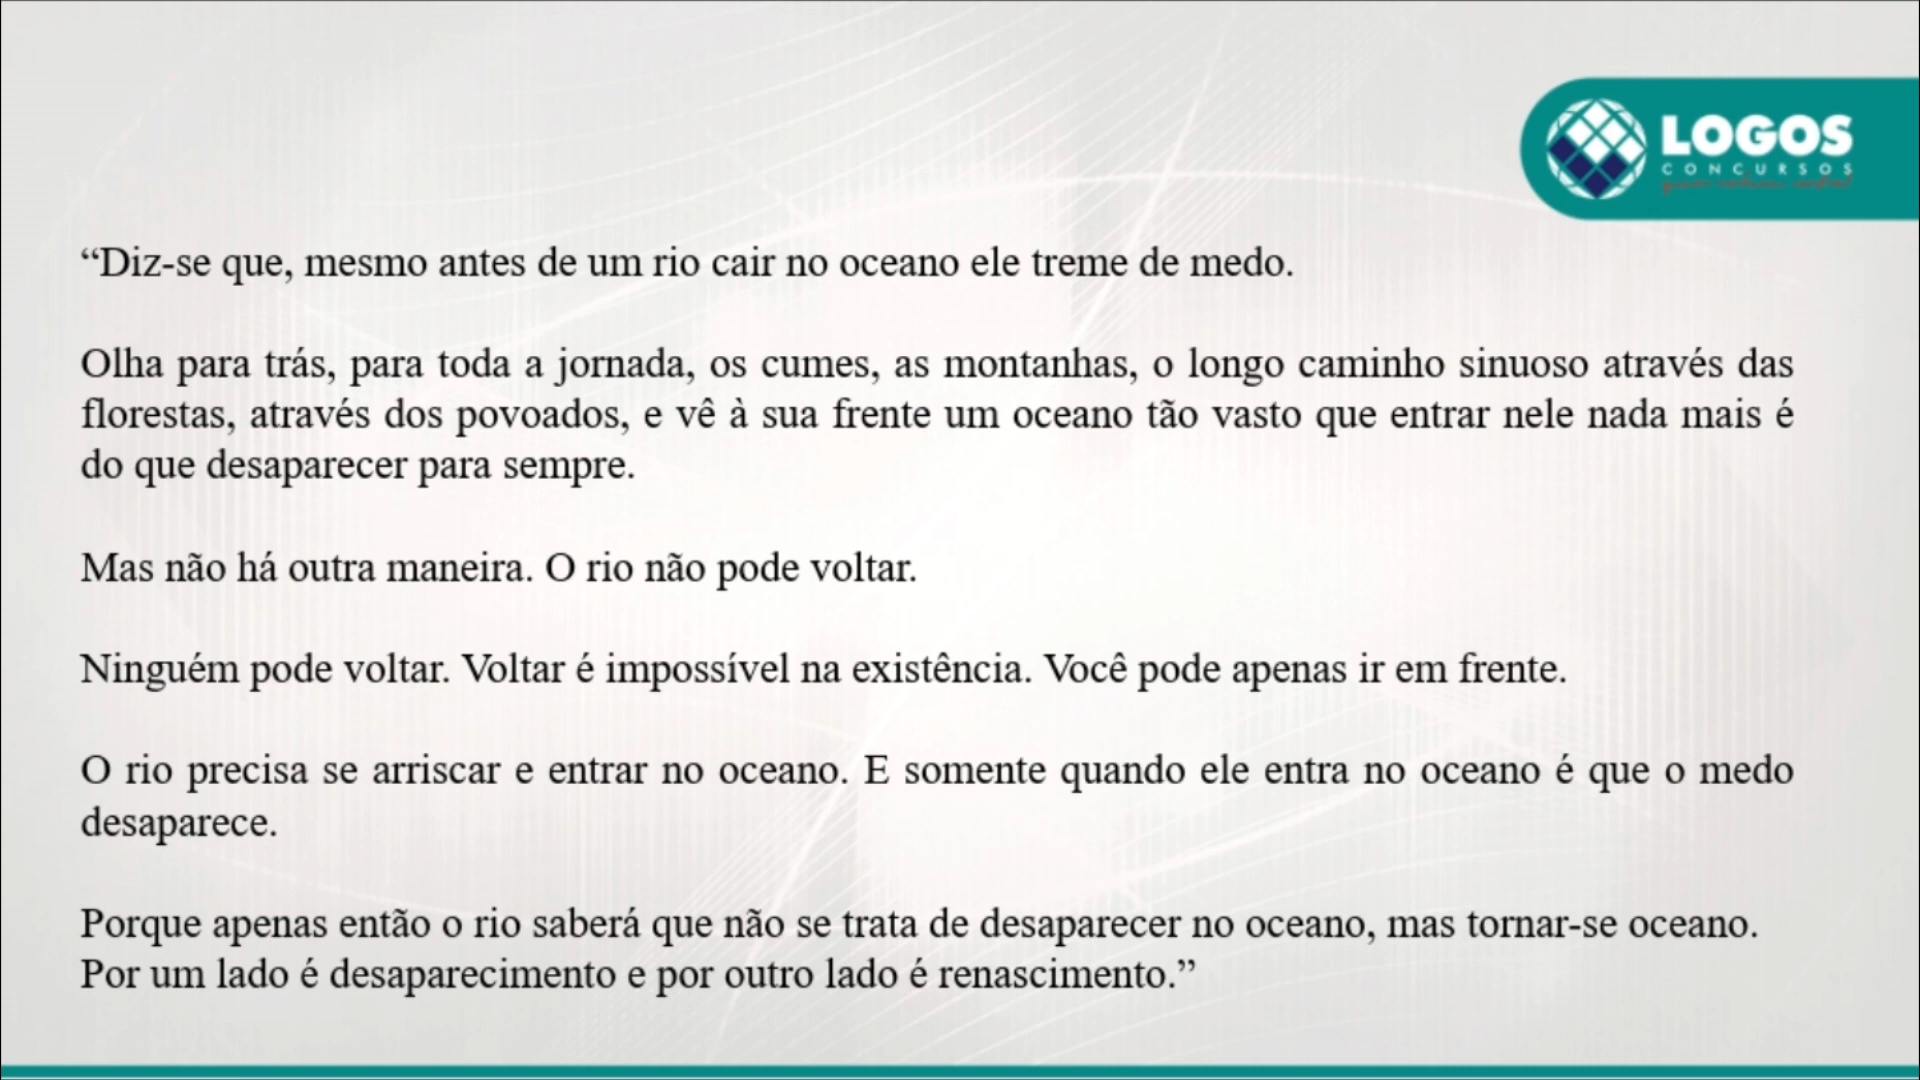 LOGOS
CONCURSOS
“Diz-se que, mesmo antes de um rio cair no oceano ele treme de medo.
Olha para trás, para toda a jornada, os cumes, as montanhas, o longo caminho sinuoso através das
florestas, através dos povoados, e vê à sua frente um oceano tão vasto que entrar nele nada mais é
do que desaparecer para sempre.
Mas não há outra maneira. O rio não pode voltar.
Ninguém pode voltar. Voltar é impossível na existência. Você pode apenas ir em frente.
O rio precisa se arriscar e entrar no oceano. E somente quando ele entra no oceano é que o medo
desaparece.
Porque apenas então o rio saberá que não se trata de desaparecer no oceano, mas tornar-se oceano.
Por um lado é desaparecimento e por outro lado é renascimento.”